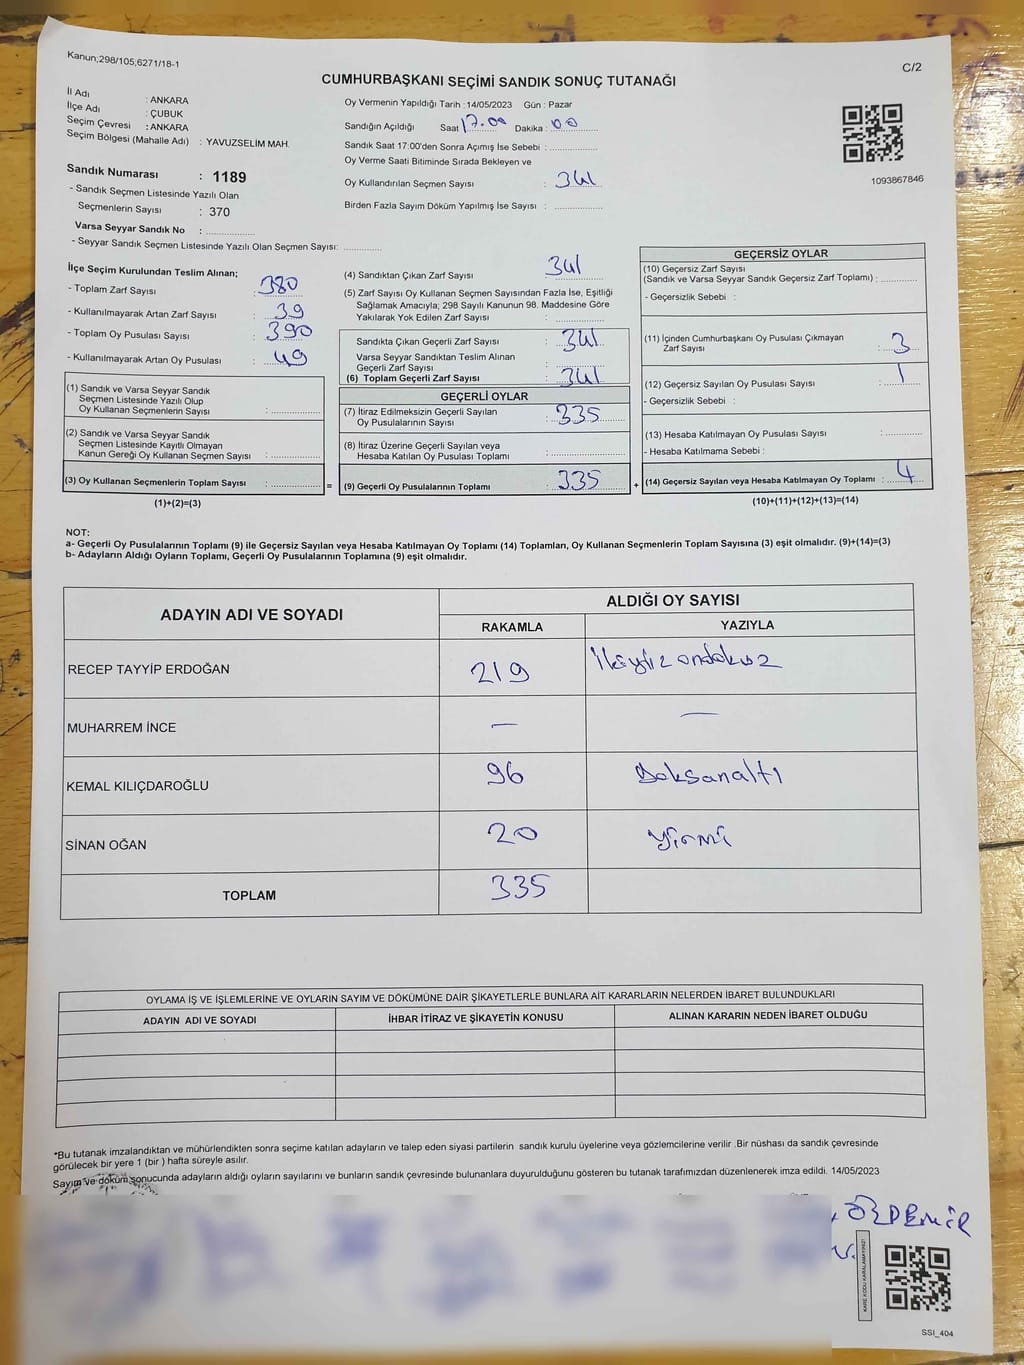 Kanun;298/105;6271/18-1
C/2
CUMHURBAŞKANI SEÇİMİ SANDIK SONUÇ TUTANAĞI
İl Adı : ANKARA
İlçe Adı : ÇUBUK
Seçim Çevresi : ANKARA
Seçim Bölgesi (Mahalle Adı) : YAVUZSELİM MAH.
Sandık Numarası : 1189
- Sandık Seçmen Listesinde Yazılı Olan
Seçmenlerin Sayısı : 370
Varsa Seyyar Sandık No :
- Seyyar Sandık Seçmen Listesinde Yazılı Olan Seçmen Sayısı:
Oy Vermenin Yapıldığı Tarih :14/05/2023 Gün : Pazar
Sandığın Açıldığı Saat 17.00 Dakika : 00
Sandık Saat 17:00'den Sonra Açımış İse Sebebi :
Oy Verme Saati Bitiminde Sırada Bekleyen ve
Oy Kullandırılan Seçmen Sayısı : 341
Birden Fazla Sayım Döküm Yapılmış İse Sayısı :
1093867846
İlçe Seçim Kurulundan Teslim Alınan;
- Toplam Zarf Sayısı : 380
- Kullanılmayarak Artan Zarf Sayısı : 39
- Toplam Oy Pusulası Sayısı : 390
- Kullanılmayarak Artan Oy Pusulası : 49
(1) Sandık ve Varsa Seyyar Sandık
Seçmen Listesinde Yazılı Olup
Oy Kullanan Seçmenlerin Sayısı :
(2) Sandık ve Varsa Seyyar Sandık
Seçmen Listesinde Kayıtlı Olmayan
Kanun Gereği Oy Kullanan Seçmen Sayısı :
(3) Oy Kullanan Seçmenlerin Toplam Sayısı :
(1)+(2)=(3)
=
(4) Sandıktan Çıkan Zarf Sayısı : 341
(5) Zarf Sayısı Oy Kullanan Seçmen Sayısından Fazla İse, Eşitliği
Sağlamak Amacıyla; 298 Sayılı Kanunun 98. Maddesine Göre
Yakılarak Yok Edilen Zarf Sayısı :
Sandıkta Çıkan Geçerli Zarf Sayısı : 341
Varsa Seyyar Sandıktan Teslim Alınan
Geçerli Zarf Sayısı :
(6) Toplam Geçerli Zarf Sayısı : 341
GEÇERLİ OYLAR
(7) İtiraz Edilmeksizin Geçerli Sayılan
Oy Pusulalarının Sayısı : 335
(8) İtiraz Üzerine Geçerli Sayılan veya
Hesaba Katılan Oy Pusulası Toplamı :
(9) Geçerli Oy Pusulalarının Toplamı : 335
+
GEÇERSİZ OYLAR
(10) Geçersiz Zarf Sayısı
(Sandık ve Varsa Seyyar Sandık Geçersiz Zarf Toplamı) :
- Geçersizlik Sebebi :
(11) İçinden Cumhurbaşkanı Oy Pusulası Çıkmayan
Zarf Sayısı : 3
(12) Geçersiz Sayılan Oy Pusulası Sayısı : 1
- Geçersizlik Sebebi :
(13) Hesaba Katılmayan Oy Pusulası Sayısı :
- Hesaba Katılmama Sebebi :
(14) Geçersiz Sayılan veya Hesaba Katılmayan Oy Toplamı : 4
(10)+(11)+(12)+(13)=(14)
NOT:
a- Geçerli Oy Pusulalarının Toplamı (9) ile Geçersiz Sayılan veya Hesaba Katılmayan Oy Toplamı (14) Toplamları, Oy Kullanan Seçmenlerin Toplam Sayısına (3) eşit olmalıdır. (9)+(14)=(3)
b- Adayların Aldığı Oyların Toplamı, Geçerli Oy Pusulalarının Toplamına (9) eşit olmalıdır.
ADAYIN ADI VE SOYADI
ALDIĞI OY SAYISI
RAKAMLA YAZIYLA
RECEP TAYYİP ERDOĞAN 219 ikiyüzondokuz
MUHARREM İNCE — —
KEMAL KILIÇDAROĞLU 96 Doksanaltı
SİNAN OĞAN 20 Yirmi
TOPLAM 335
OYLAMA İŞ VE İŞLEMLERİNE VE OYLARIN SAYIM VE DÖKÜMÜNE DAİR ŞİKAYETLERLE BUNLARA AİT KARARLARIN NELERDEN İBARET BULUNDUKLARI
ADAYIN ADI VE SOYADI İHBAR İTİRAZ VE ŞİKAYETİN KONUSU ALINAN KARARIN NEDEN İBARET OLDUĞU
*Bu tutanak imzalandıktan ve mühürlendikten sonra seçime katılan adayların ve talep eden siyasi partilerin sandık kurulu üyelerine veya gözlemcilerine verilir .Bir nüshası da sandık çevresinde
görülecek bir yere 1 (bir ) hafta süreyle asılır.
Sayım ve döküm sonucunda adayların aldığı oyların sayılarını ve bunların sandık çevresinde bulunanlara duyurulduğunu gösteren bu tutanak tarafımızdan düzenlenerek imza edildi. 14/05/2023
ÖZDEMİR
SSI_404